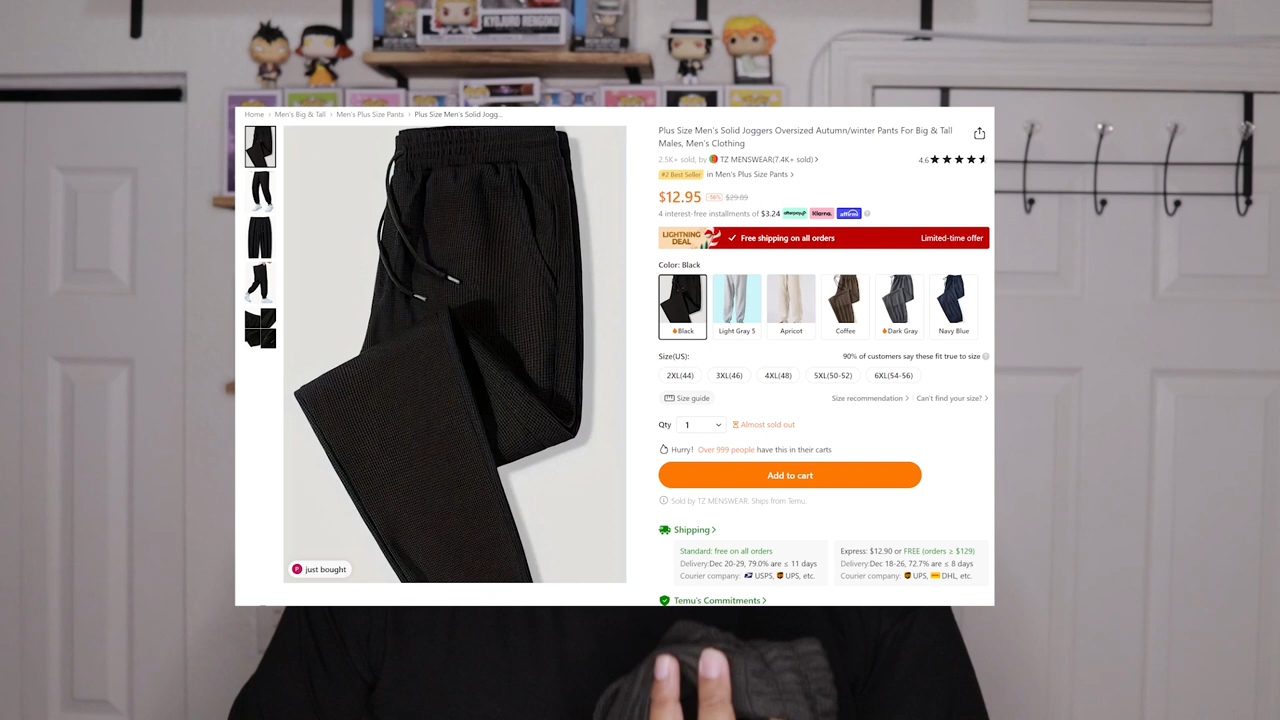 KYOJURO RENGOKU
Home › Men's Big & Tall › Men's Plus Size Pants › Plus Size Men's Solid Jogg...
Plus Size Men's Solid Joggers Oversized Autumn/winter Pants For Big & Tall
Males, Men's Clothing
2.5K+ sold, by TZ MENSWEAR(7.4K+ sold) ›
4.6
#2 Best Seller in Men's Plus Size Pants ›
$12.95 -56% $29.89
4 interest-free installments of $3.24 afterpay Klarna. affirm
LIGHTNING
DEAL
Free shipping on all orders
Limited-time offer
Color: Black
Black
Light Gray 5
Apricot
Coffee
Dark Gray
Navy Blue
Size(US):
90% of customers say these fit true to size
2XL(44)
3XL(46)
4XL(48)
5XL(50-52)
6XL(54-56)
Size guide
Size recommendation ›
Can't find your size? ›
Qty 1
Almost sold out
Hurry! Over 999 people have this in their carts
Add to cart
Sold by TZ MENSWEAR. Ships from Temu.
Shipping ›
Standard: free on all orders
Delivery:Dec 20-29, 79.0% are ≤ 11 days
Courier company: USPS, UPS, etc.
Express: $12.90 or FREE (orders ≥ $129)
Delivery:Dec 18-26, 72.7% are ≤ 8 days
Courier company: UPS, DHL, etc.
Temu's Commitments ›
P just bought